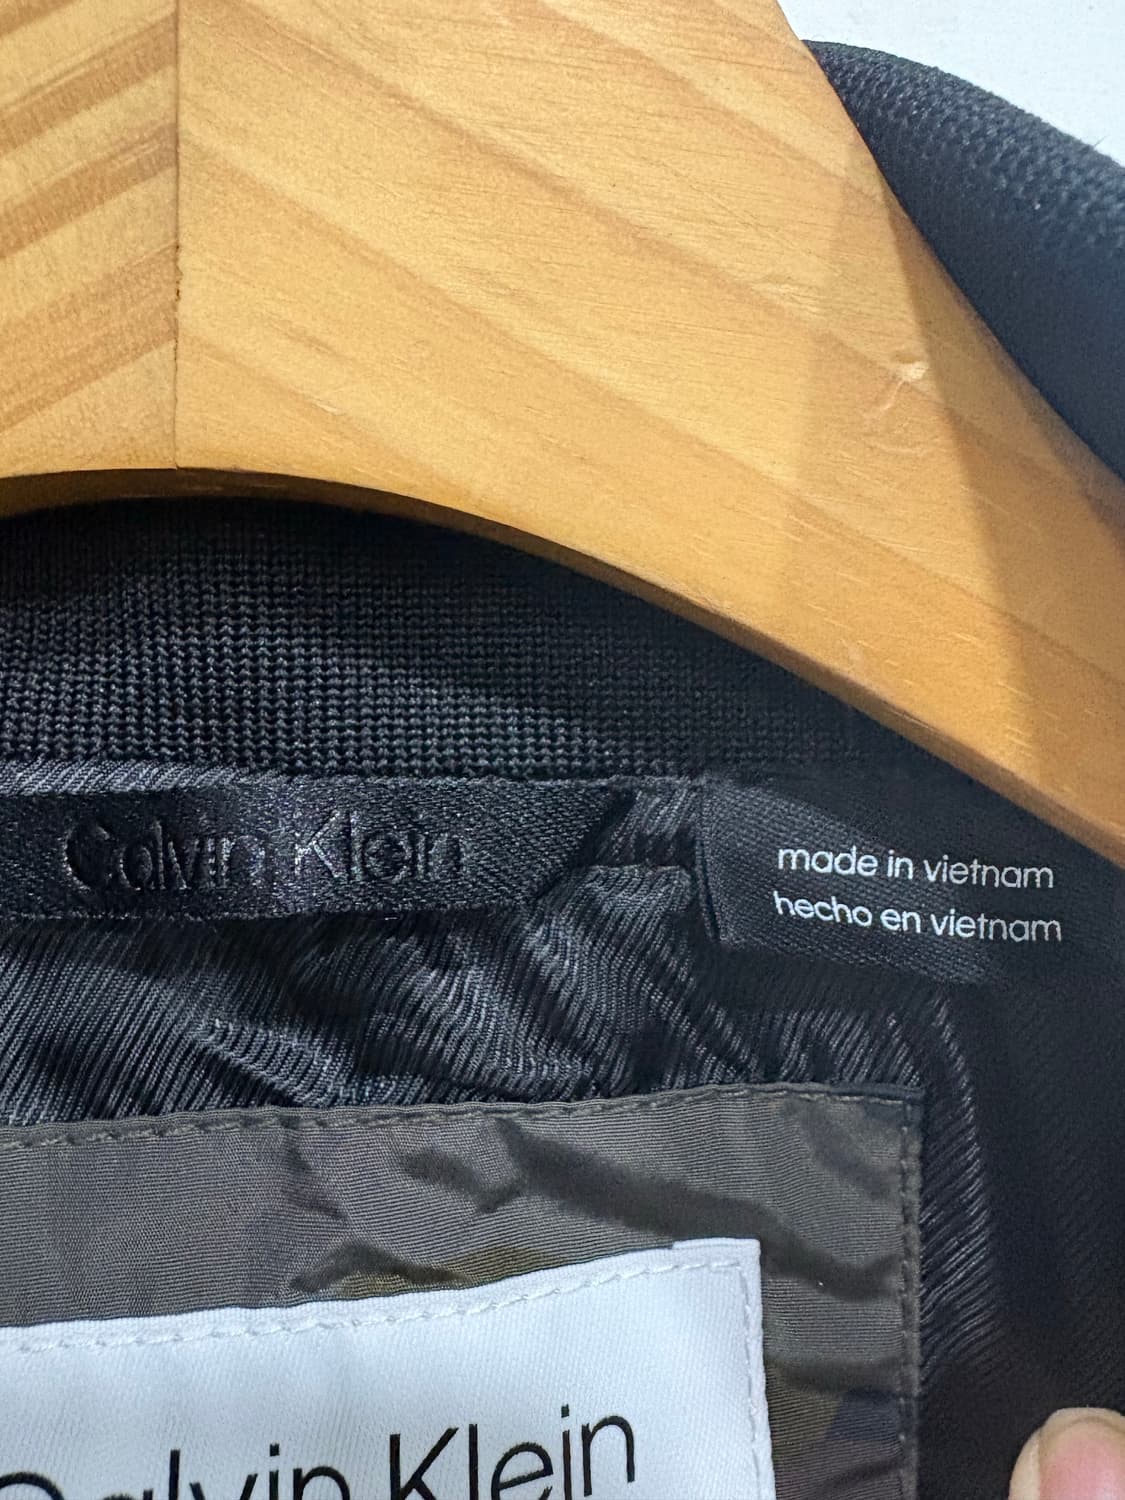 Calvin Klein
made in vietnam
hecho en vietnam
Calvin Klein